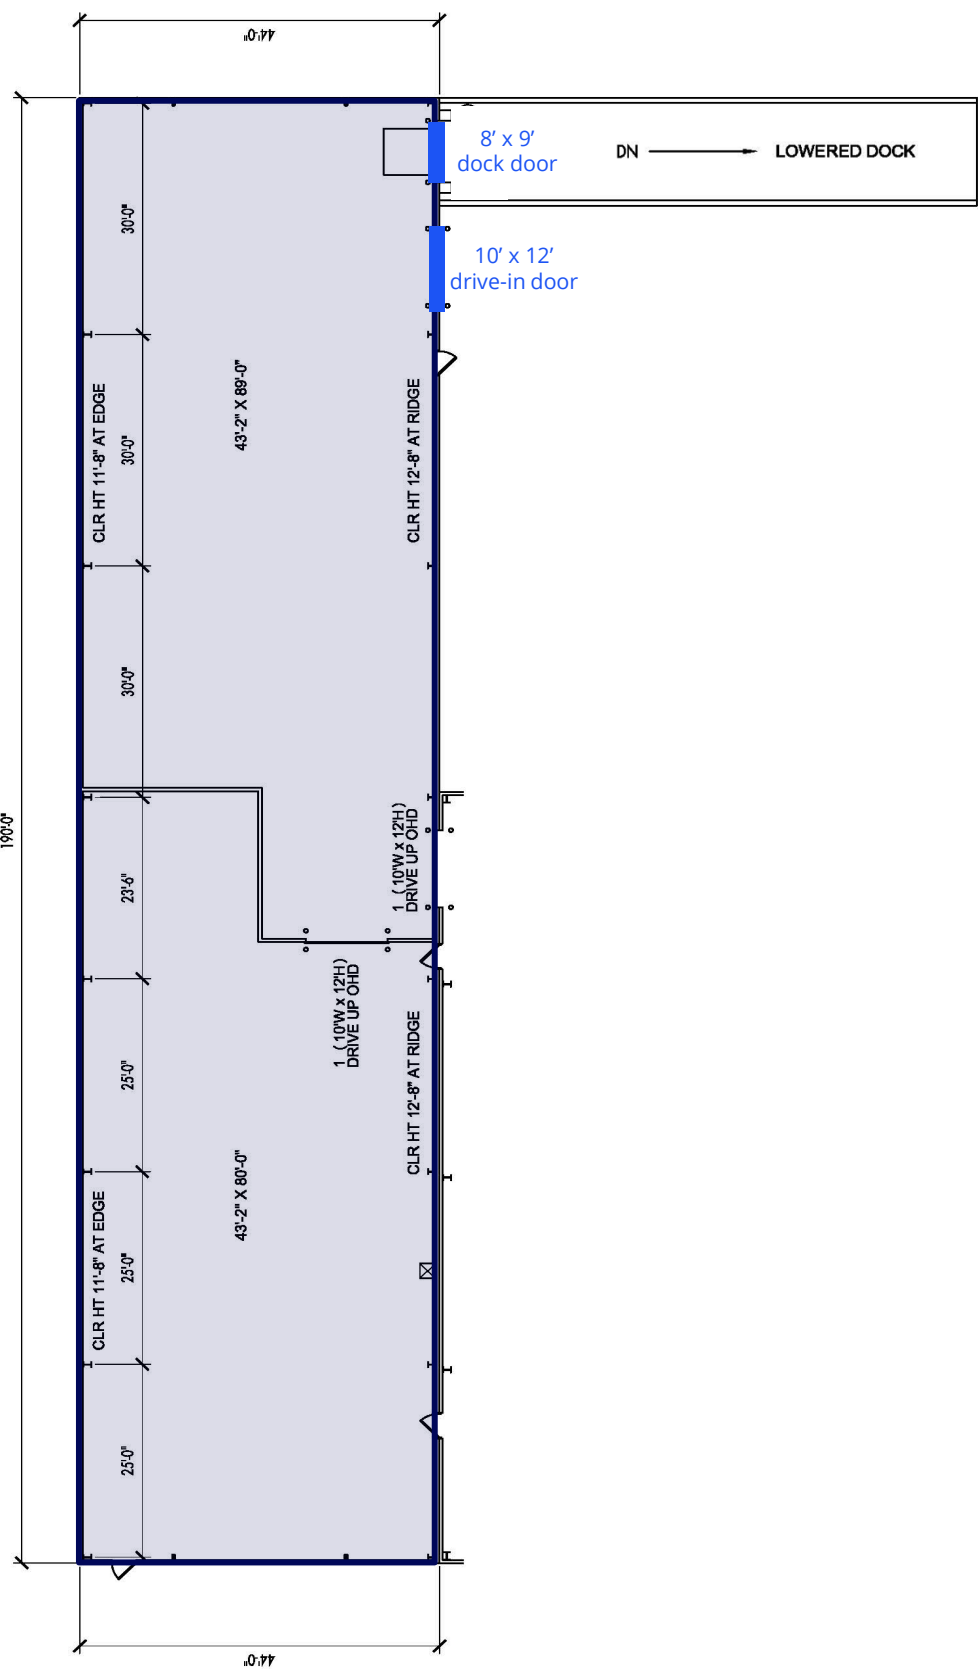 44'-0"
8’ x 9’
dock door
DN
LOWERED DOCK
10’ x 12’
drive-in door
30'-0"
43'-2" X 89'-0"
CLR HT 11'-8" AT EDGE
30'-0"
CLR HT 12'-8" AT RIDGE
30'-0"
190'-0"
23'-6"
1 (10'W x 12'H)
DRIVE UP OHD
1 (10'W x 12'H)
DRIVE UP OHD
25'-0"
CLR HT 12'-8" AT RIDGE
43'-2" X 80'-0"
CLR HT 11'-8" AT EDGE
25'-0"
25'-0"
44'-0"